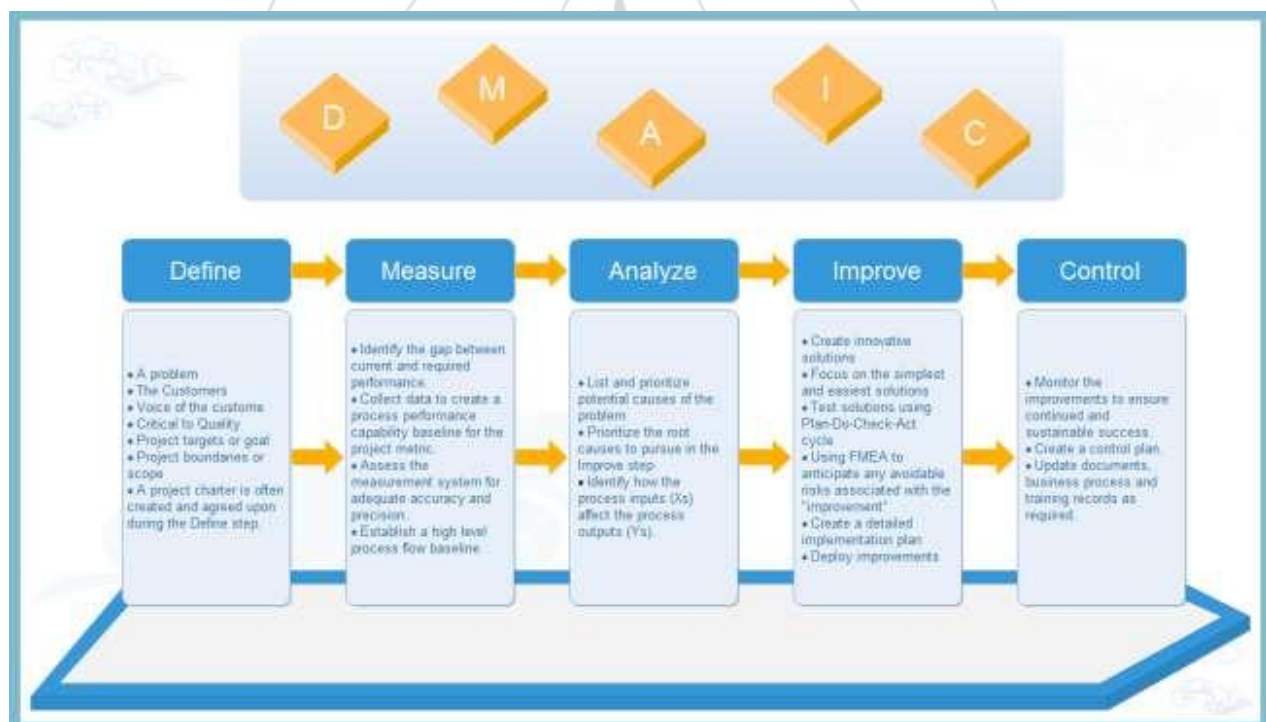 D
M
A
I
C
Define
Measure
Analyze
Improve
Control
• A problem
• The Customers
• Voice of the custome
• Critical to Quality
• Project targets or goal
• Project boundaries or
scope
• A project charter is often
created and agreed upon
during the Define step.
• Identify the gap between
current and required
performance.
• Collect data to create a
process performance
capability baseline for the
project metric.
• Assess the
measurement system for
adequate accuracy and
precision.
• Establish a high level
process flow baseline.
• List and prioritize
potential causes of the
problem
• Prioritize the root
causes to pursue in the
Improve step
• Identify how the
process inputs (Xs)
affect the process
outputs (Ys).
• Create innovative
solutions
• Focus on the simplest
and easiest solutions
• Test solutions using
Plan-Do-Check-Act
cycle
• Using FMEA to
anticipate any avoidable
risks associated with the
"improvement"
• Create a detailed
implementation plan
• Deploy improvements
• Monitor the
improvements to ensure
continued and
sustainable success.
• Create a control plan.
• Update documents,
business process and
training records as
required.